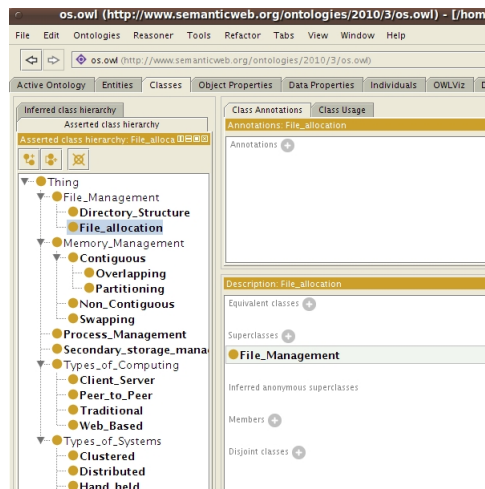 os.owl (http://www.semanticweb.org/ontologies/2010/3/os.owl) - [/hom
File Edit Ontologies Reasoner Tools Refactor Tabs View Window Help
os.owl (http://www.semanticweb.org/ontologies/2010/3/os.owl)
Active Ontology Entities Classes Object Properties Data Properties Individuals OWLViz D
Inferred class hierarchy
Asserted class hierarchy
Asserted class hierarchy: File_alloca
Thing
File_Management
Directory_Structure
File_allocation
Memory_Management
Contiguous
Overlapping
Partitioning
Non_Contiguous
Swapping
Process_Management
Secondary_storage_mana
Types_of_Computing
Client_Server
Peer_to_Peer
Traditional
Web_Based
Types_of_Systems
Clustered
Distributed
Hand_held
Class Annotations Class Usage
Annotations: File_allocation
Annotations
Description: File_allocation
Equivalent classes
Superclasses
File_Management
Inferred anonymous superclasses
Members
Disjoint classes